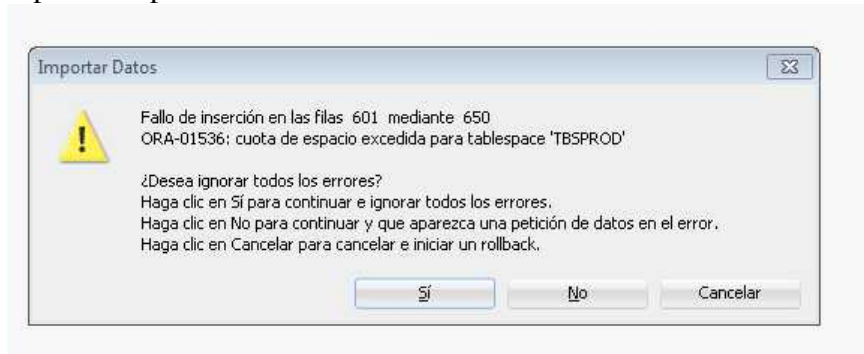 Importar Datos
Fallo de inserción en las filas 601 mediante 650
ORA-01536: cuota de espacio excedida para tablespace 'TBSPROD'
¿Desea ignorar todos los errores?
Haga clic en Sí para continuar e ignorar todos los errores.
Haga clic en No para continuar y que aparezca una petición de datos en el error.
Haga clic en Cancelar para cancelar e iniciar un rollback.
Sí No Cancelar